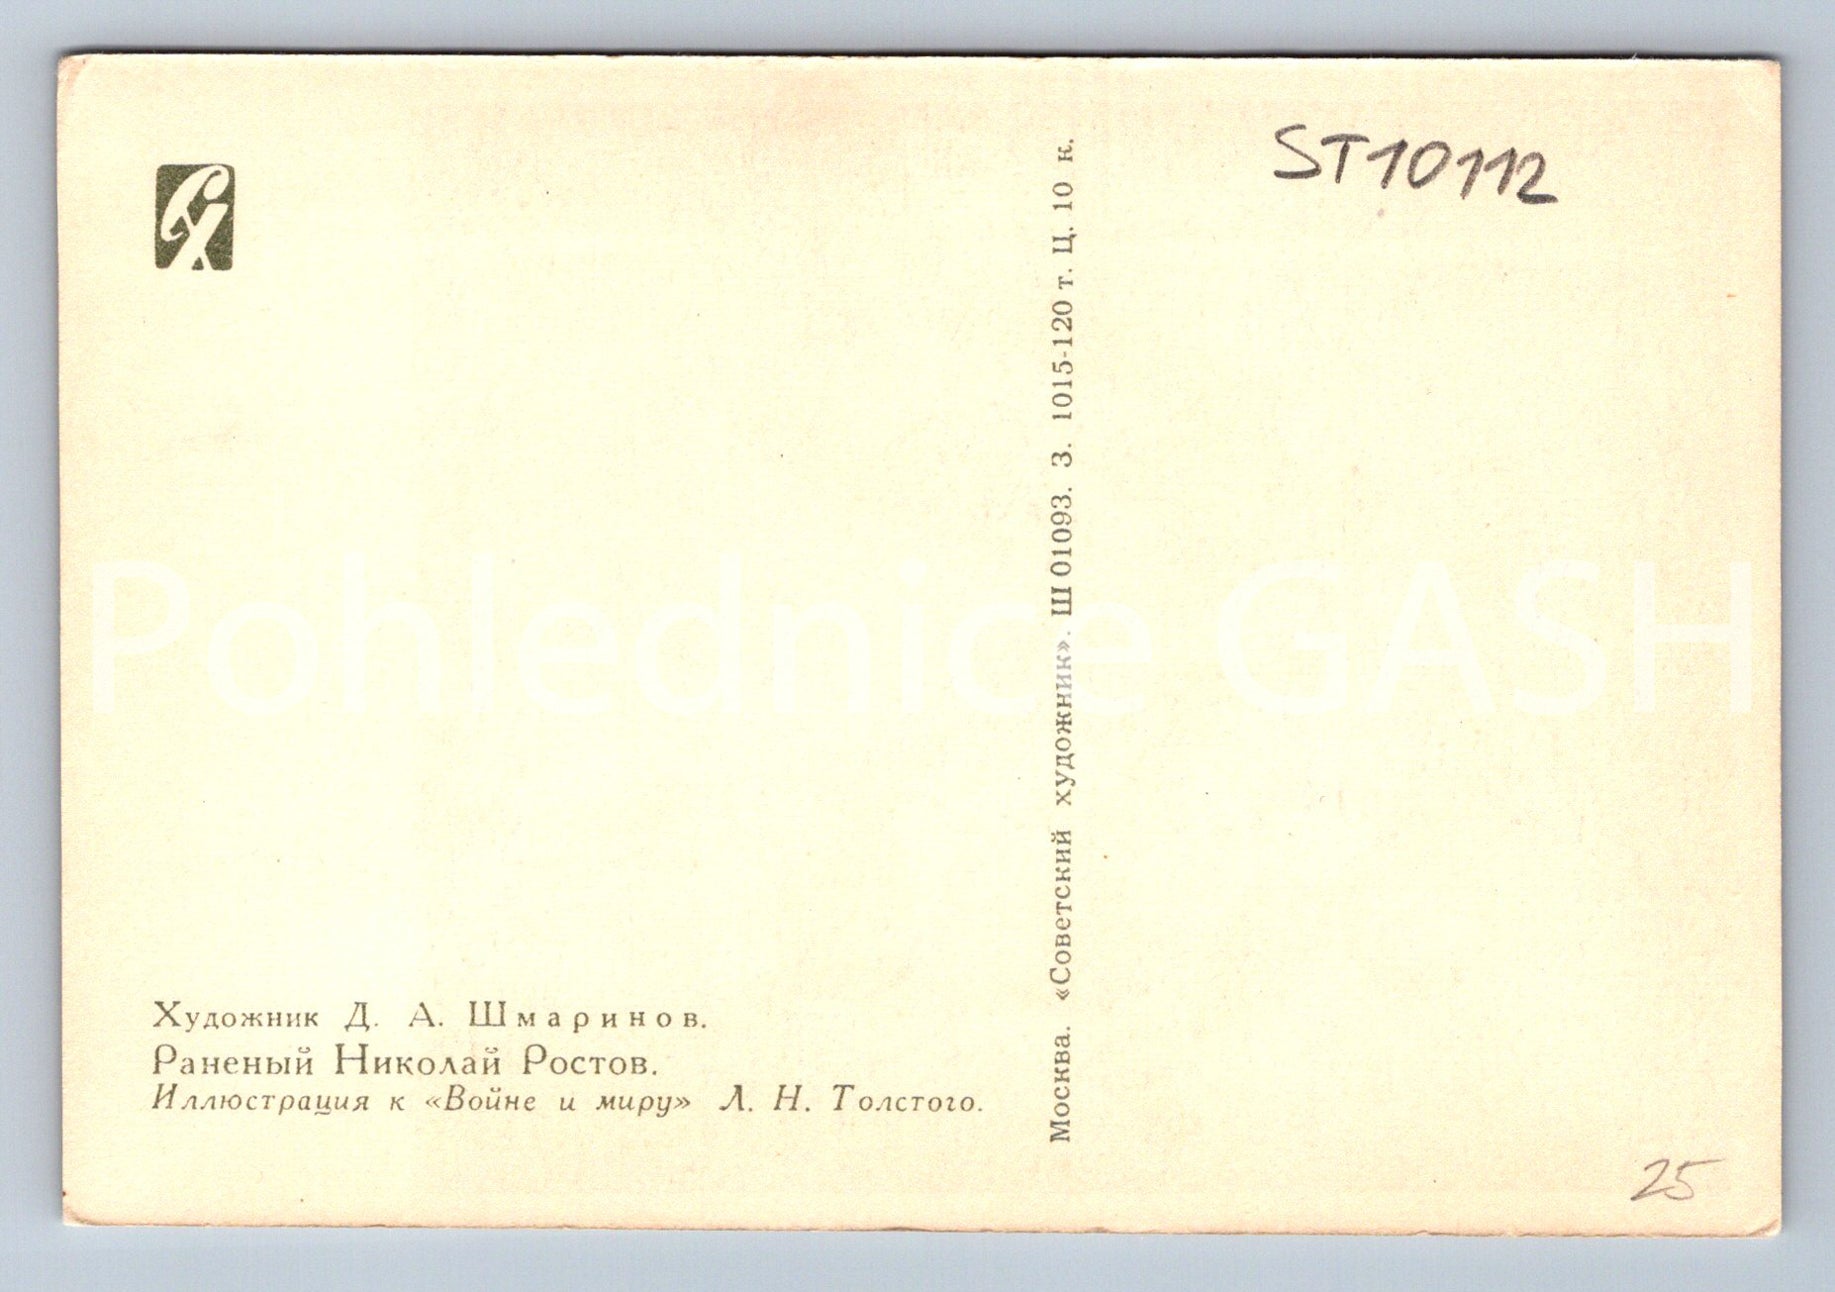 ST10112
Москва. «Советский художник». Ш 01093. З. 1015-120 т. Ц. 10 к.
Pohlednice GASH
Художник Д. А. Шмаринов.
Раненый Николай Ростов.
Иллюстрация к «Войне и миру» Л. Н. Толстого.
25